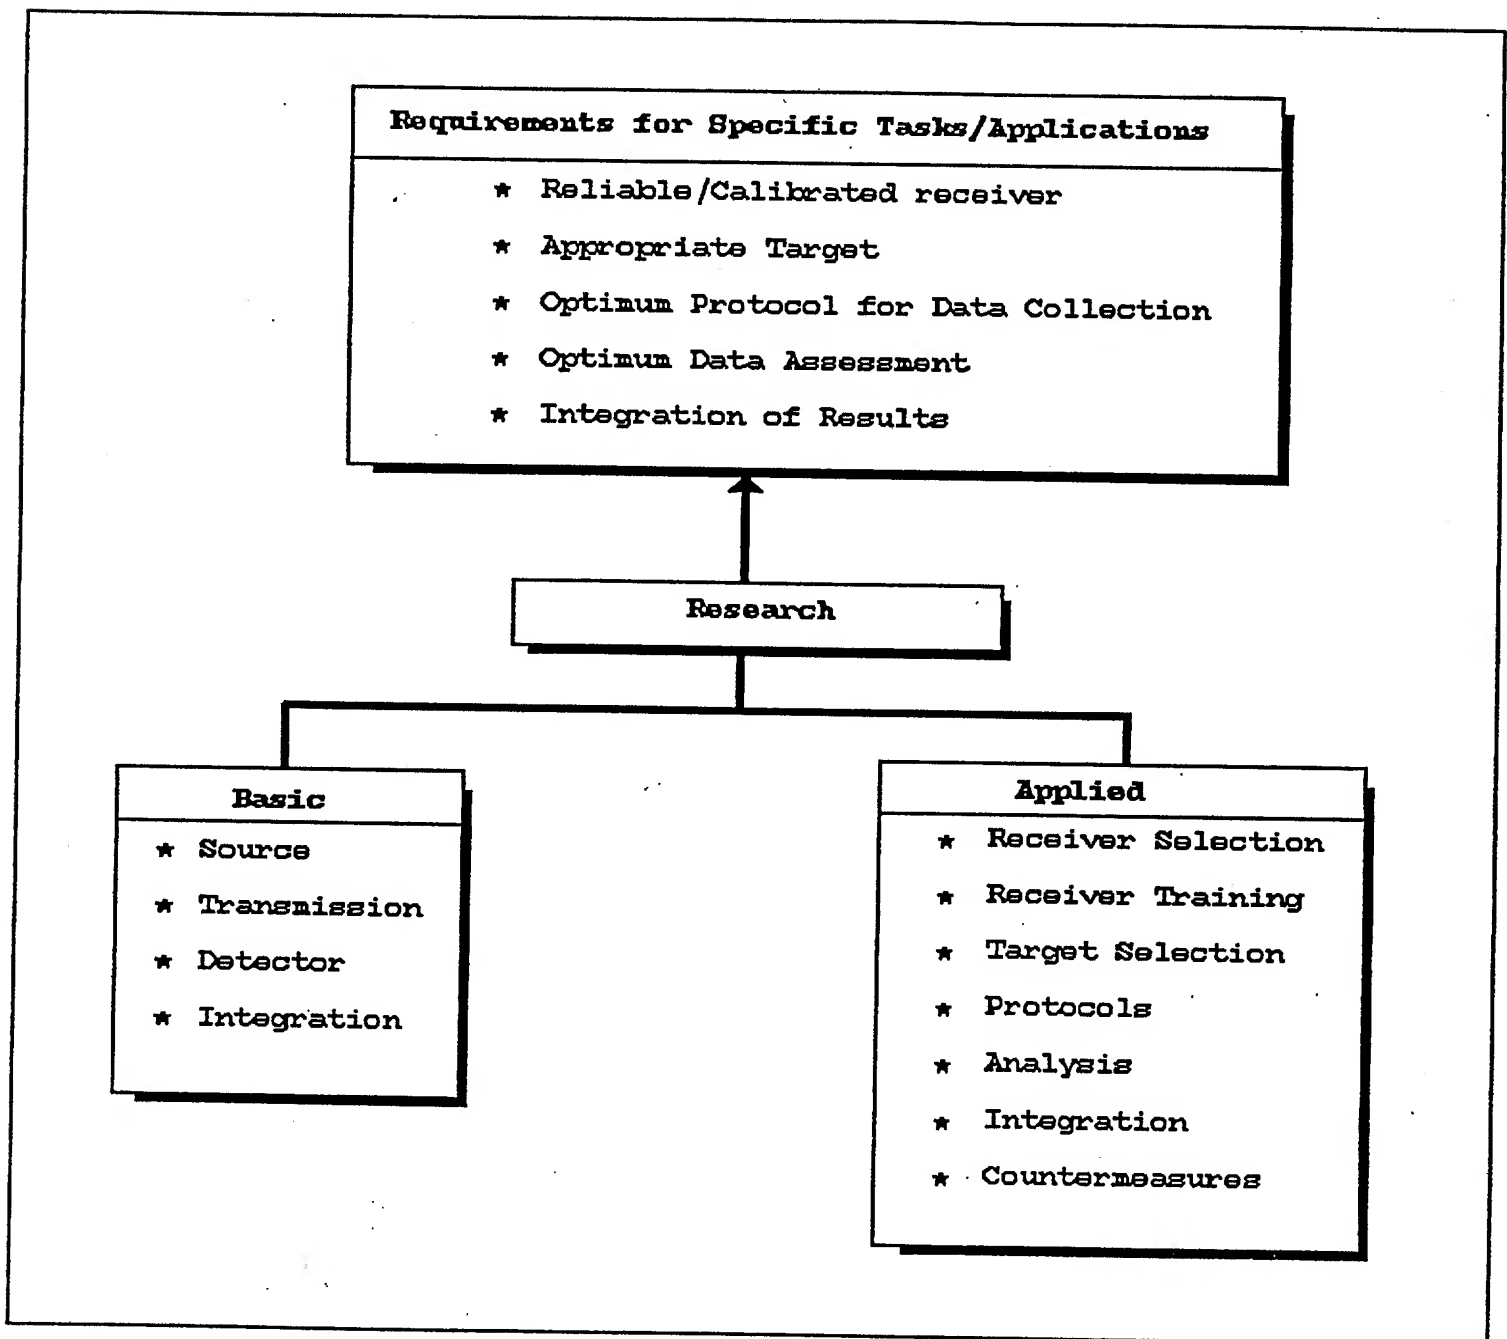 Requirements for Specific Tasks/Applications
* Reliable/Calibrated receiver
* Appropriate Target
* Optimum Protocol for Data Collection
* Optimum Data Assessment
* Integration of Results
Research
Basic
* Source
* Transmission
* Detector
* Integration
Applied
* Receiver Selection
* Receiver Training
* Target Selection
* Protocols
* Analysis
* Integration
* Countermeasures